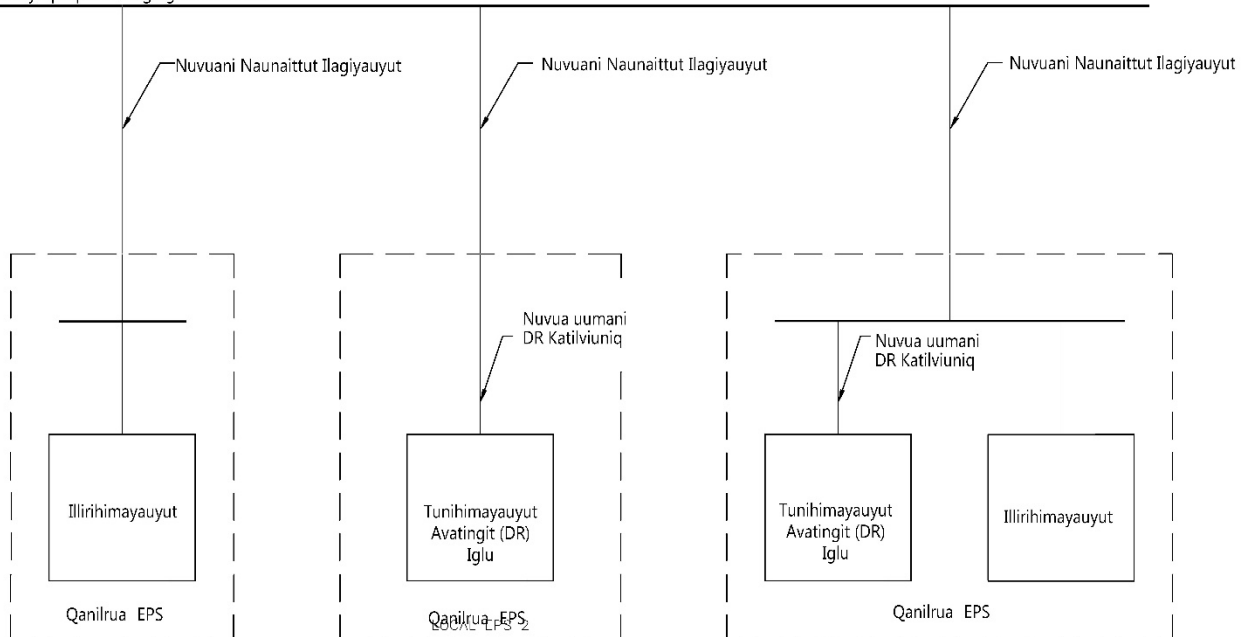 Nuvuani Naunaittut Ilagiyauyut
Nuvuani Naunaittut Ilagiyauyut
Nuvuani Naunaittut Ilagiyauyut
Nuvua uumani
DR Katilviuniq
Nuvua uumani
DR Katilviuniq
Illirihimayauyut
Tunihimayauyut
Avatingit (DR)
Iglu
Tunihimayauyut
Avatingit (DR)
Iglu
Illirihimayauyut
Qanilrua EPS
Qanilrua EPS
LOCAL EPS 2
Qanilrua EPS